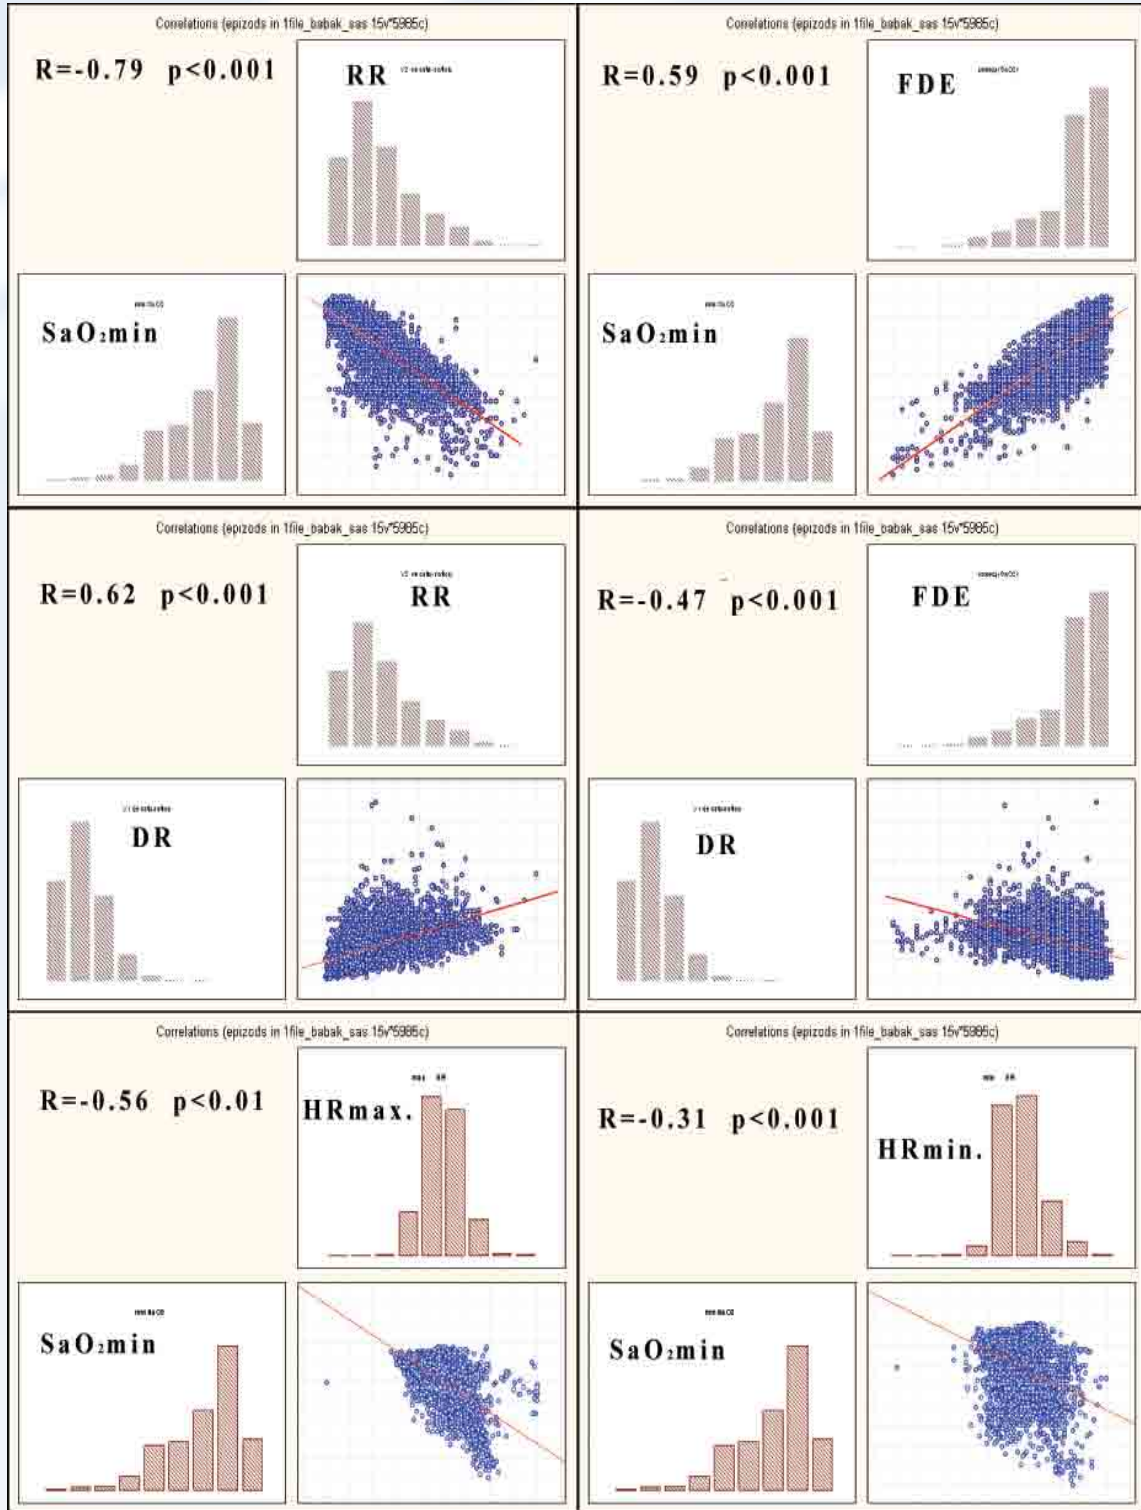 Correlations (epizods in 1file_babak_sas 15v*5985c)
R=-0.79 p<0.001
RR
SaO₂min
Correlations (epizods in 1file_babak_sas 15v*5985c)
R=0.59 p<0.001
FDE
SaO₂min
Correlations (epizods in 1file_babak_sas 15v*5985c)
R=0.62 p<0.001
RR
DR
Correlations (epizods in 1file_babak_sas 15v*5985c)
R=-0.47 p<0.001
FDE
DR
Correlations (epizods in 1file_babak_sas 15v*5985c)
R=-0.56 p<0.01
HRmax.
SaO₂min
Correlations (epizods in 1file_babak_sas 15v*5985c)
R=-0.31 p<0.001
HRmin.
SaO₂min